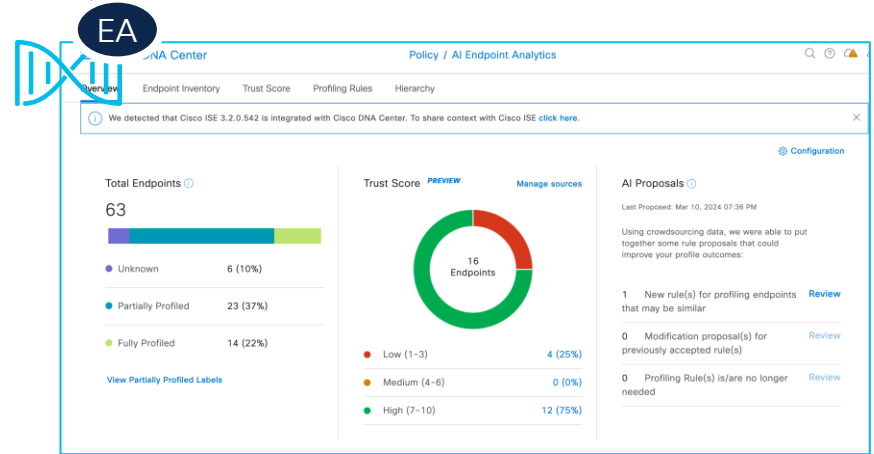 EA
DNA Center
Policy / AI Endpoint Analytics
Overview Endpoint Inventory Trust Score Profiling Rules Hierarchy
We detected that Cisco ISE 3.2.0.542 is integrated with Cisco DNA Center. To share context with Cisco ISE click here.
Configuration
Total Endpoints
63
Unknown 6 (10%)
Partially Profiled 23 (37%)
Fully Profiled 14 (22%)
View Partially Profiled Labels
Trust Score PREVIEW Manage sources
16
Endpoints
Low (1-3) 4 (25%)
Medium (4-6) 0 (0%)
High (7-10) 12 (75%)
AI Proposals
Last Proposed: Mar 10, 2024 07:36 PM
Using crowdsourcing data, we were able to put
together some rule proposals that could
improve your profile outcomes:
1 New rule(s) for profiling endpoints Review
that may be similar
0 Modification proposal(s) for Review
previously accepted rule(s)
0 Profiling Rule(s) is/are no longer Review
needed